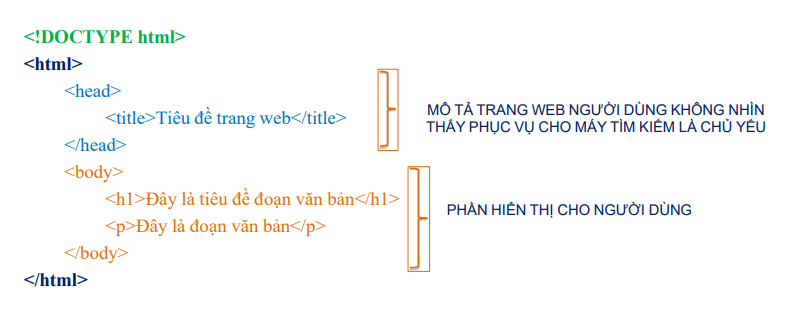 <!DOCTYPE html>
<html>
<head>
<title>Tiêu đề trang web</title>
</head>
MÔ TẢ TRANG WEB NGƯỜI DÙNG KHÔNG NHÌN
THẤY PHỤC VỤ CHO MÁY TÌM KIẾM LÀ CHỦ YẾU
<body>
<h1>Đây là tiêu đề đoạn văn bản</h1>
<p>Đây là đoạn văn bản</p>
</body>
PHẦN HIỂN THỊ CHO NGƯỜI DÙNG
</html>